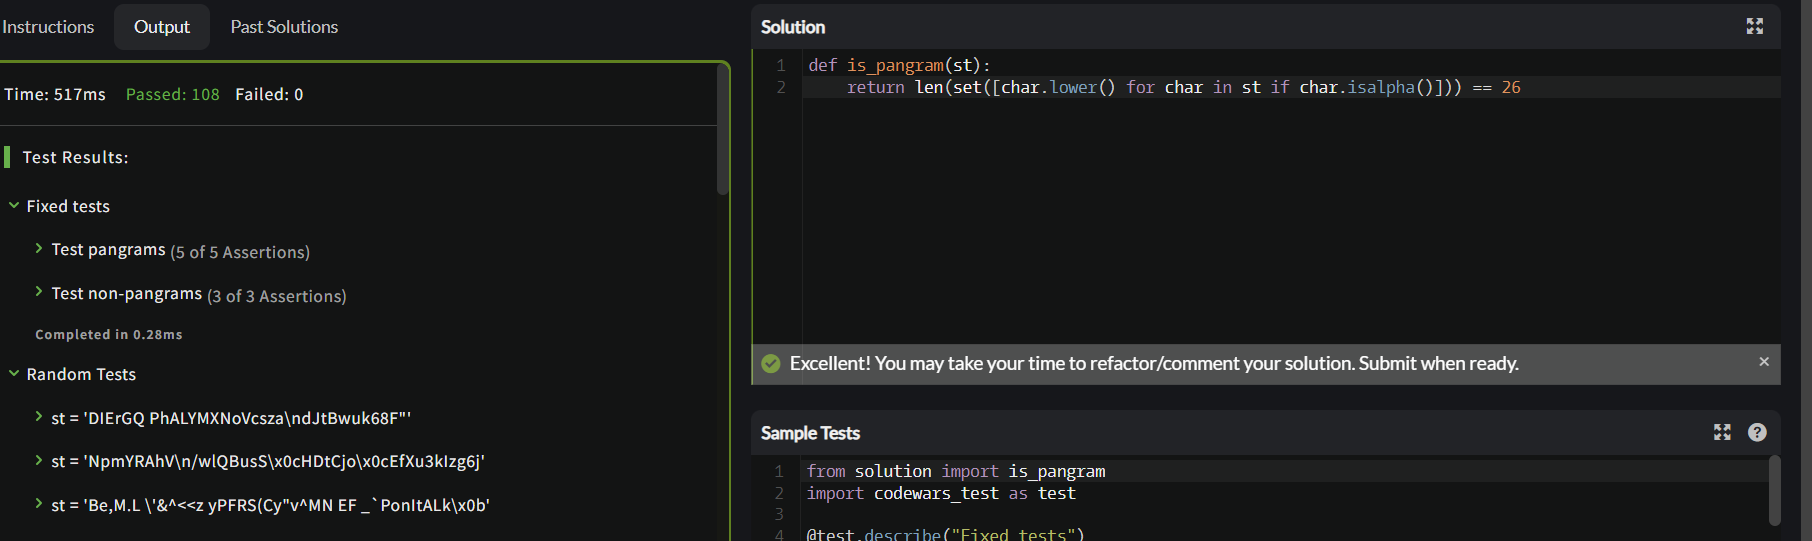 Instructions Output Past Solutions
Time: 517ms Passed: 108 Failed: 0
Test Results:
Fixed tests
Test pangrams (5 of 5 Assertions)
Test non-pangrams (3 of 3 Assertions)
Completed in 0.28ms
Random Tests
st = 'DIErGQ PhALYMXNoVcsza\ndJtBwuk68F"'
st = 'NpmYRAhV\n/wlQBusS\x0cHDtCjo\x0cEfXu3kIzg6j'
st = 'Be,M.L \'&^<<z yPFRS(Cy"v^MN EF _`PonItALk\x0b'
Solution
1 def is_pangram(st):
2 return len(set([char.lower() for char in st if char.isalpha()])) == 26
Excellent! You may take your time to refactor/comment your solution. Submit when ready.
Sample Tests
1 from solution import is_pangram
2 import codewars_test as test
3
4 @test.describe("Fixed tests")